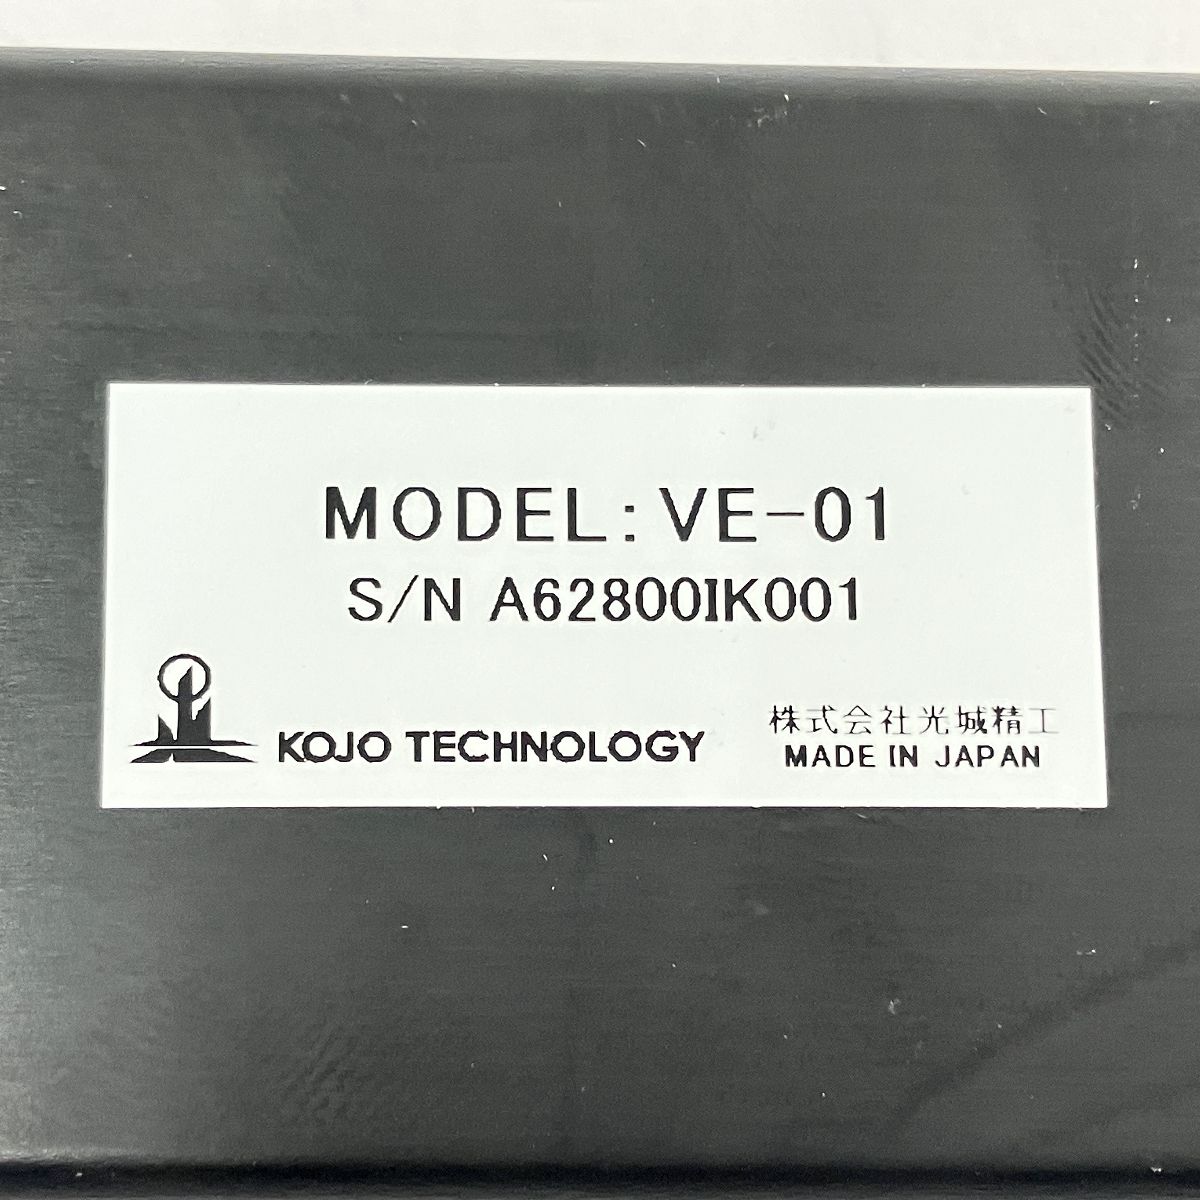 MODEL: VE-01
S/N A62800IK001
KOJO TECHNOLOGY
株式会社光城精工
MADE IN JAPAN